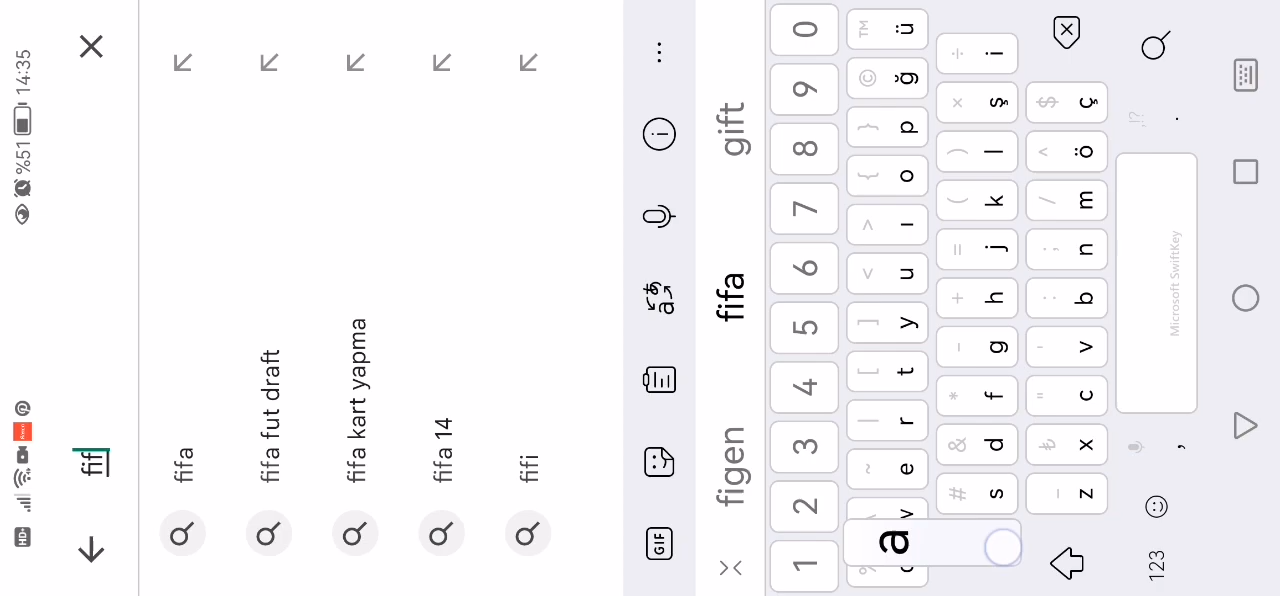 %51 14:35
fif
fifa
fifa fut draft
fifa kart yapma
fifa 14
fifi
GIF
figen fifa gift
1 2 3 4 5 6 7 8 9 0
~ | [ ] < > { } © ™
e r t y u ı o p ğ ü
a
# & * - + = ( ) × ÷
s d f g h j k l ş i
_ ₺ " ' : ; / ^ $
z x c v b n m ö ç
123 , Microsoft SwiftKey . !?